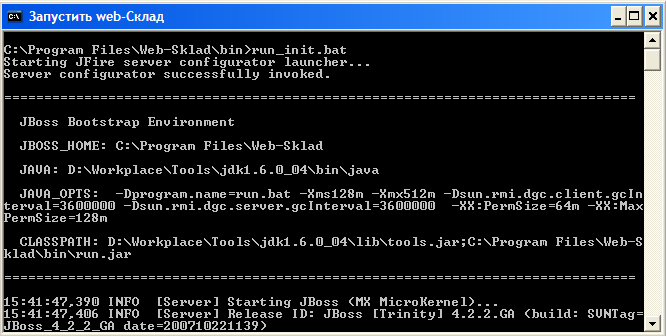 Запустить web-Склад
C:\Program Files\Web-Sklad\bin>run_init.bat
Starting JFire server configurator launcher...
Server configurator successfully invoked.
===============================================================================
JBoss Bootstrap Environment
JBOSS_HOME: C:\Program Files\Web-Sklad
JAVA: D:\Workplace\Tools\jdk1.6.0_04\bin\java
JAVA_OPTS:  -Dprogram.name=run.bat -Xms128m -Xmx512m -Dsun.rmi.dgc.client.gcIn
terval=3600000 -Dsun.rmi.dgc.server.gcInterval=3600000  -XX:PermSize=64m -XX:Max
PermSize=128m
CLASSPATH: D:\Workplace\Tools\jdk1.6.0_04\lib\tools.jar;C:\Program Files\Web-S
klad\bin\run.jar
===============================================================================
15:41:47,390 INFO  [Server] Starting JBoss (MX MicroKernel)...
15:41:47,406 INFO  [Server] Release ID: JBoss [Trinity] 4.2.2.GA (build: SVNTag=
JBoss_4_2_2_GA date=200710221139)